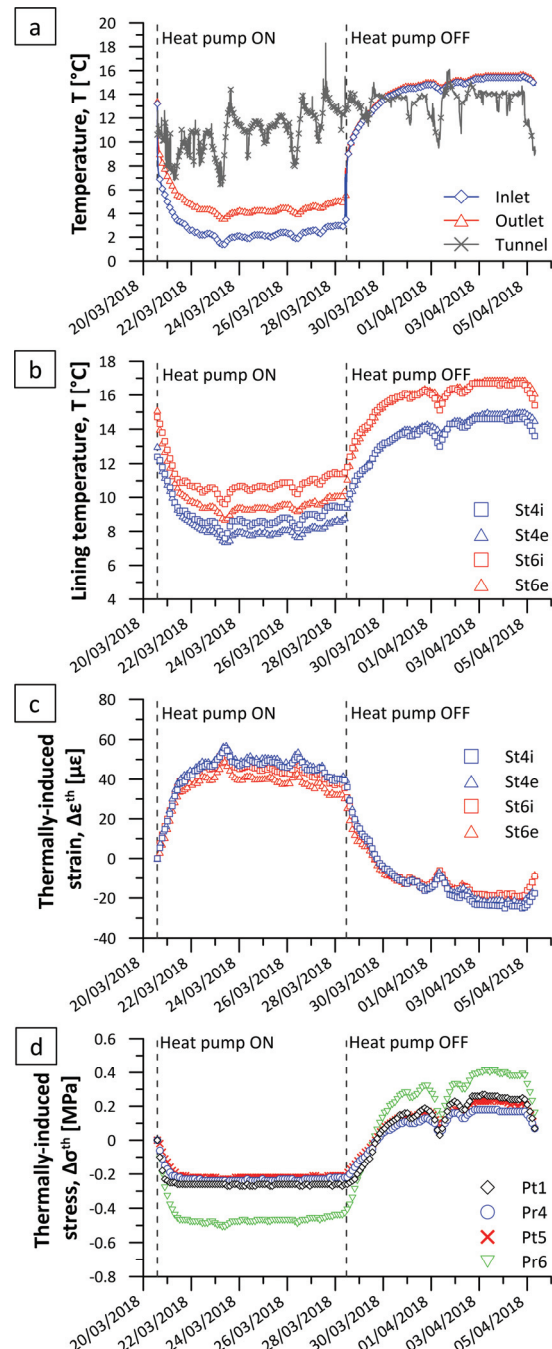 a
Heat pump ON
Heat pump OFF
Temperature, T [°C]
20
18
16
14
12
10
8
6
4
2
0
Inlet
Outlet
Tunnel
20/03/2018
22/03/2018
24/03/2018
26/03/2018
28/03/2018
30/03/2018
01/04/2018
03/04/2018
05/04/2018
b
Heat pump ON
Heat pump OFF
Lining temperature, T [°C]
18
16
14
12
10
8
6
4
St4i
St4e
St6i
St6e
20/03/2018
22/03/2018
24/03/2018
26/03/2018
28/03/2018
30/03/2018
01/04/2018
03/04/2018
05/04/2018
c
Heat pump ON
Heat pump OFF
Thermally-induced
strain, Δε^th [με]
80
60
40
20
0
-20
-40
St4i
St4e
St6i
St6e
20/03/2018
22/03/2018
24/03/2018
26/03/2018
28/03/2018
30/03/2018
01/04/2018
03/04/2018
05/04/2018
d
Heat pump ON
Heat pump OFF
Thermally-induced
stress, Δσ^th [MPa]
0.6
0.4
0.2
0
-0.2
-0.4
-0.6
-0.8
Pt1
Pr4
Pt5
Pr6
20/03/2018
22/03/2018
24/03/2018
26/03/2018
28/03/2018
30/03/2018
01/04/2018
03/04/2018
05/04/2018